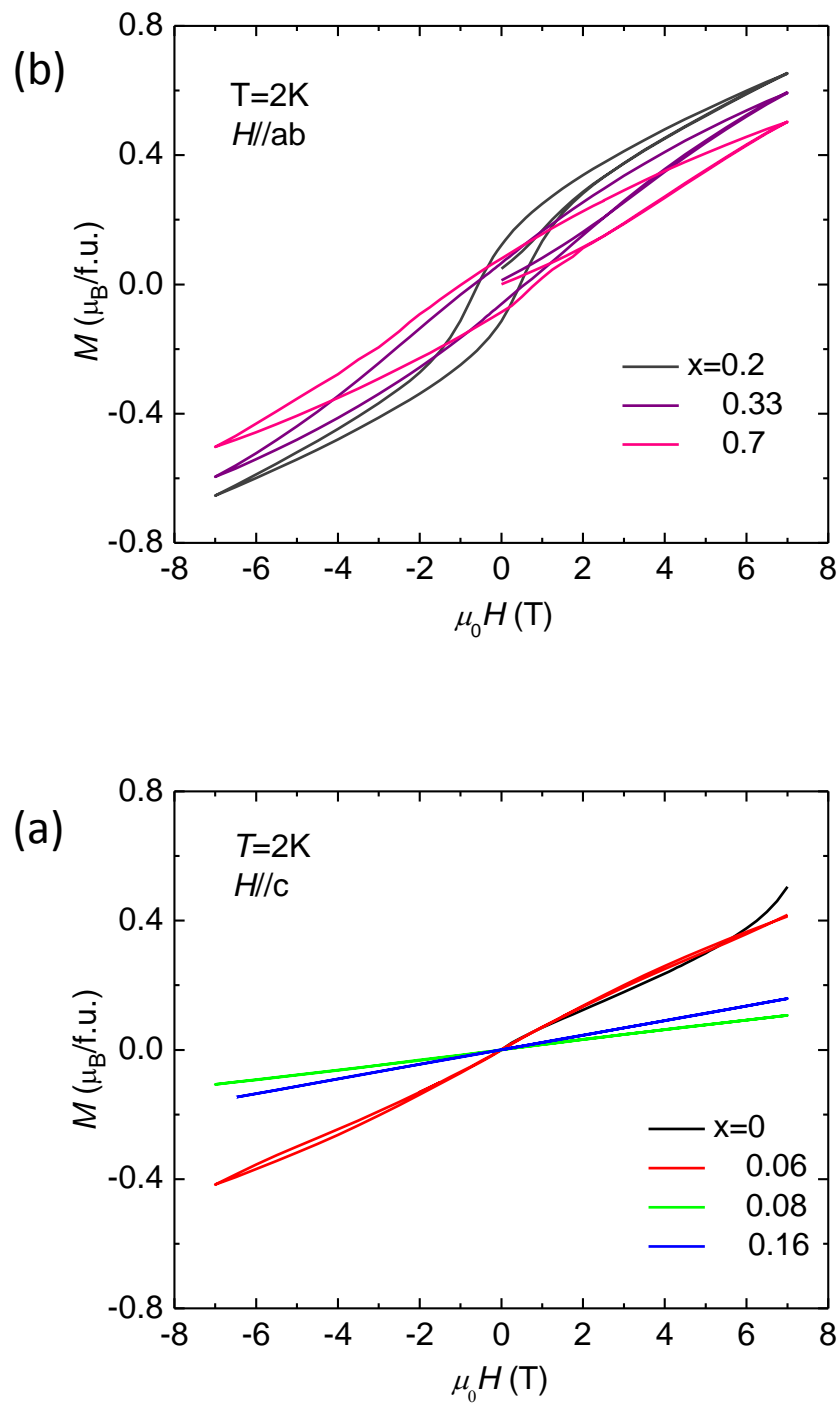 (b)
T=2K
H//ab
0.8
0.4
0.0
-0.4
-0.8
M (μB/f.u.)
x=0.2
0.33
0.7
-8 -6 -4 -2 0 2 4 6 8
μ0H (T)
(a)
T=2K
H//c
0.8
0.4
0.0
-0.4
-0.8
M (μB/f.u.)
x=0
0.06
0.08
0.16
-8 -6 -4 -2 0 2 4 6 8
μ0H (T)